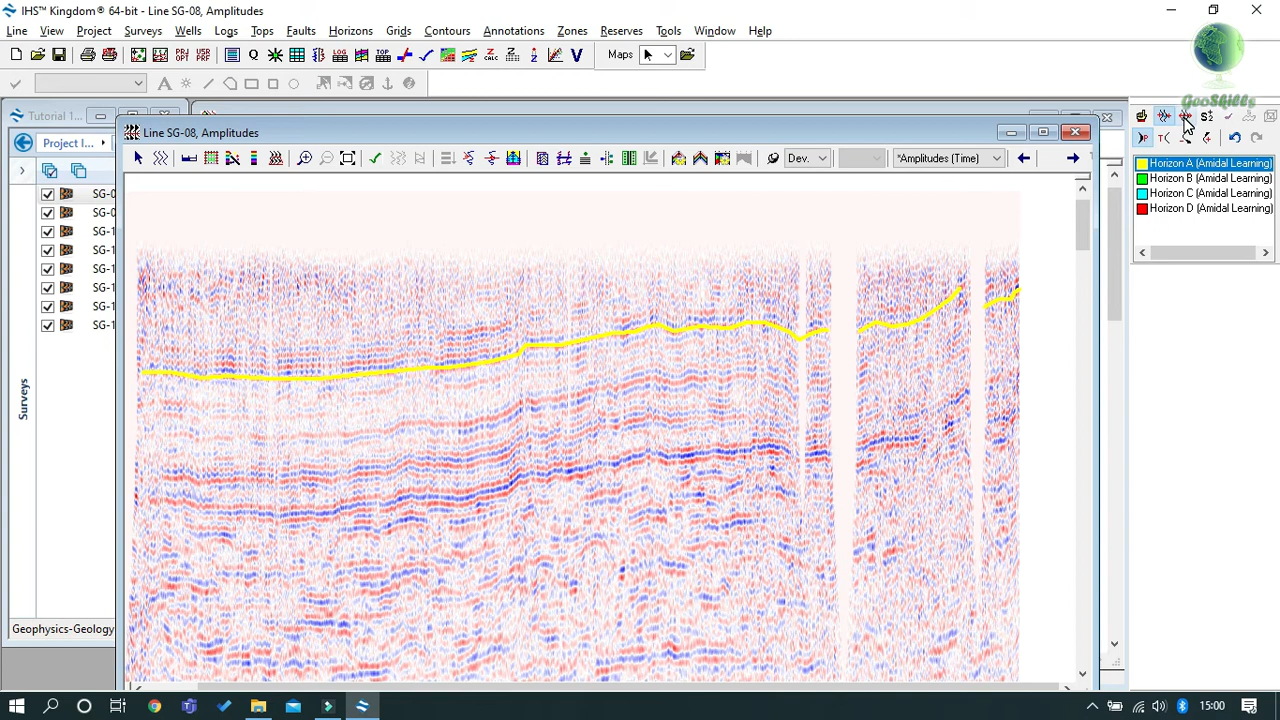 IHS™ Kingdom® 64-bit - Line SG-08, Amplitudes
Line View Project Surveys Wells Logs Tops Faults Horizons Grids Contours Annotations Zones Reserves Tools Window Help
Maps
GeoSkills
Tutorial 1...
Line SG-08, Amplitudes
Project I...
Dev.
*Amplitudes (Time)
Horizon A (Amidal Learning)
Horizon B (Amidal Learning)
Horizon C (Amidal Learning)
Horizon D (Amidal Learning)
SG-0
SG-0
SG-1
SG-1
SG-1
SG-1
SG-1
SG-1
Surveys
Geophysics-Geology
15:00